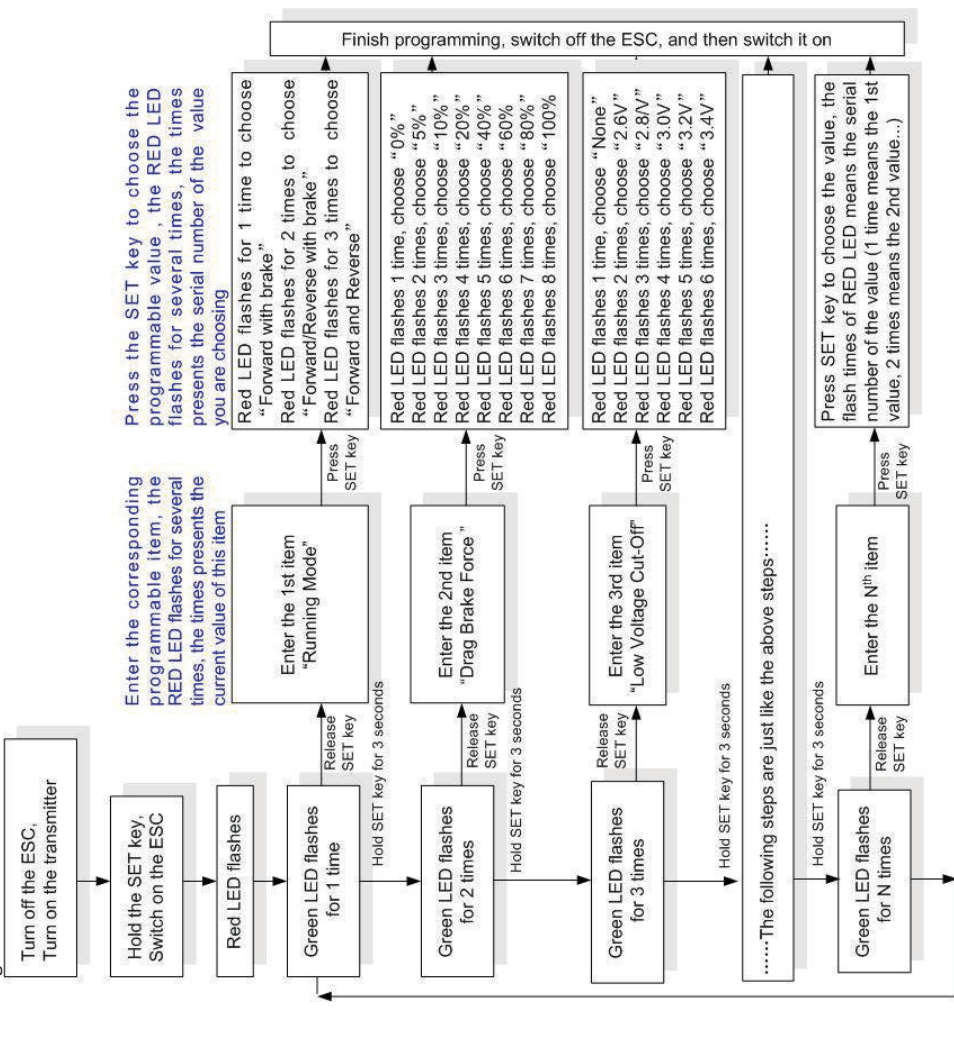 Turn off the ESC,
Turn on the transmitter
Hold the SET key,
Switch on the ESC
Red LED flashes
Enter the corresponding
programmable item, the
RED LED flashes for several
times, the times presents the
current value of this item
Press the SET key to choose the
programmable value , the RED LED
flashes for several times, the times
presents the serial number of the value
you are choosing
Green LED flashes
for 1 time
Release
SET key
Enter the 1st item
“Running Mode”
Press
SET key
Red LED flashes for 1 time to choose
“Forward with brake”
Red LED flashes for 2 times to choose
“Forward/Reverse with brake”
Red LED flashes for 3 times to choose
“Forward and Reverse”
Hold SET key for 3 seconds
Green LED flashes
for 2 times
Release
SET key
Enter the 2nd item
“Drag Brake Force ”
Press
SET key
Red LED flashes 1 time, choose “0%”
Red LED flashes 2 times, choose “5%”
Red LED flashes 3 times, choose “10%”
Red LED flashes 4 times, choose “20%”
Red LED flashes 5 times, choose “40%”
Red LED flashes 6 times, choose “60%
Red LED flashes 7 times, choose “80%”
Red LED flashes 8 times, choose “100%
Hold SET key for 3 seconds
Green LED flashes
for 3 times
Release
SET key
Enter the 3rd item
“Low Voltage Cut-Off”
Press
SET key
Red LED flashes 1 time, choose “None”
Red LED flashes 2 times, choose “2.6V”
Red LED flashes 3 times, choose “2.8/V”
Red LED flashes 4 times, choose “3.0V”
Red LED flashes 5 times, choose “3.2V”
Red LED flashes 6 times, choose “3.4V”
Hold SET key for 3 seconds
......The following steps are just like the above steps......
Hold SET key for 3 seconds
Green LED flashes
for N times
Release
SET key
Enter the Nth item
Press
SET key
Press SET key to choose the value, the
flash times of RED LED means the serial
number of the value (1 time means the 1st
value, 2 times means the 2nd value...)
Finish programming, switch off the ESC, and then switch it on